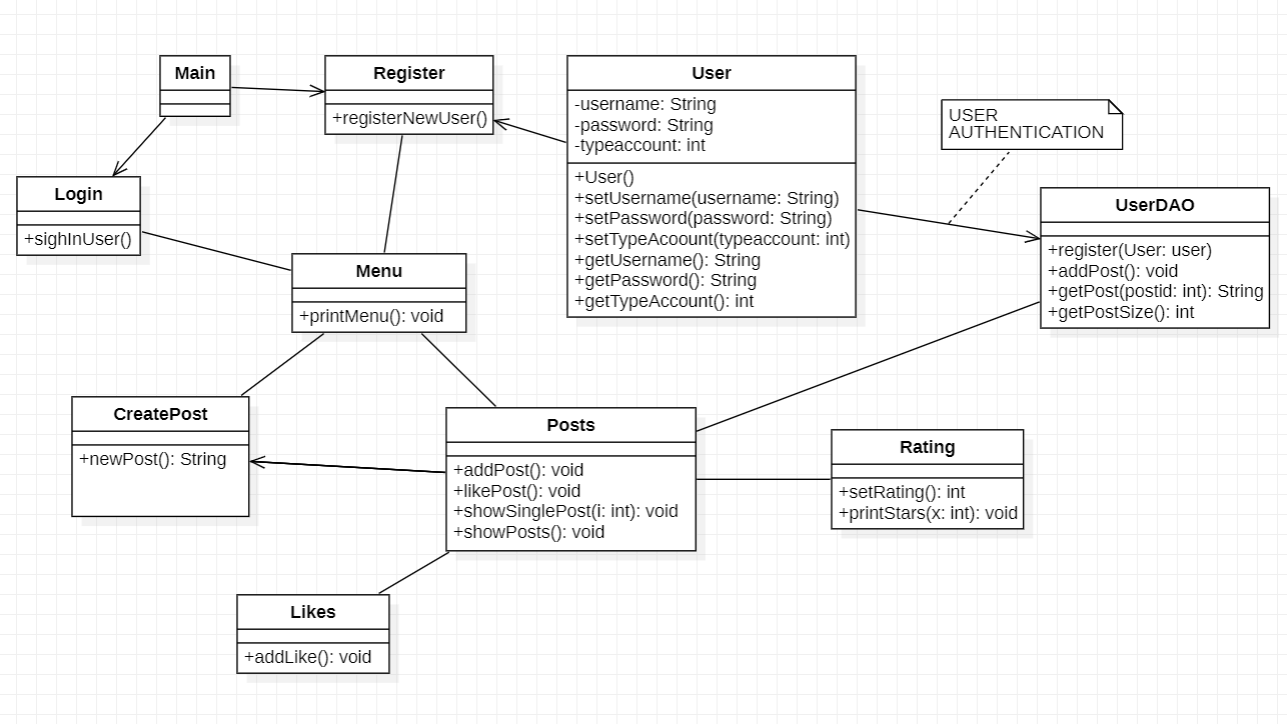 Main
Register
+registerNewUser()
User
-username: String
-password: String
-typeaccount: int
+User()
+setUsername(username: String)
+setPassword(password: String)
+setTypeAcoount(typeaccount: int)
+getUsername(): String
+getPassword(): String
+getTypeAccount(): int
USER
AUTHENTICATION
Login
+sighInUser()
UserDAO
+register(User: user)
+addPost(): void
+getPost(postid: int): String
+getPostSize(): int
Menu
+printMenu(): void
CreatePost
+newPost(): String
Posts
+addPost(): void
+likePost(): void
+showSinglePost(i: int): void
+showPosts(): void
Rating
+setRating(): int
+printStars(x: int): void
Likes
+addLike(): void